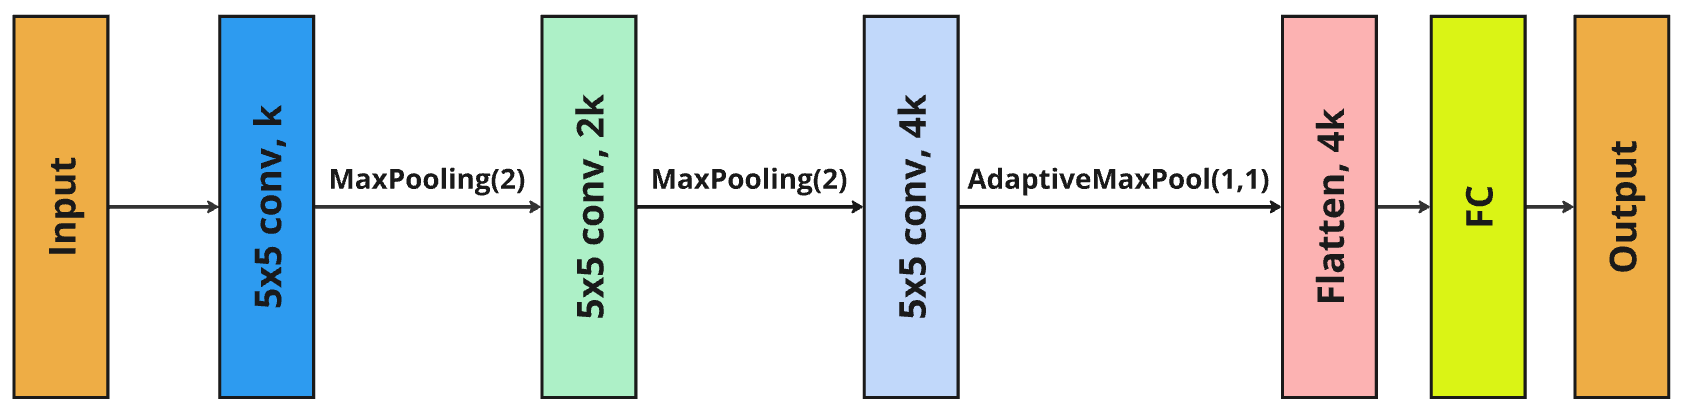 Input
5x5 conv, k
MaxPooling(2)
5x5 conv, 2k
MaxPooling(2)
5x5 conv, 4k
AdaptiveMaxPool(1,1)
Flatten, 4k
FC
Output